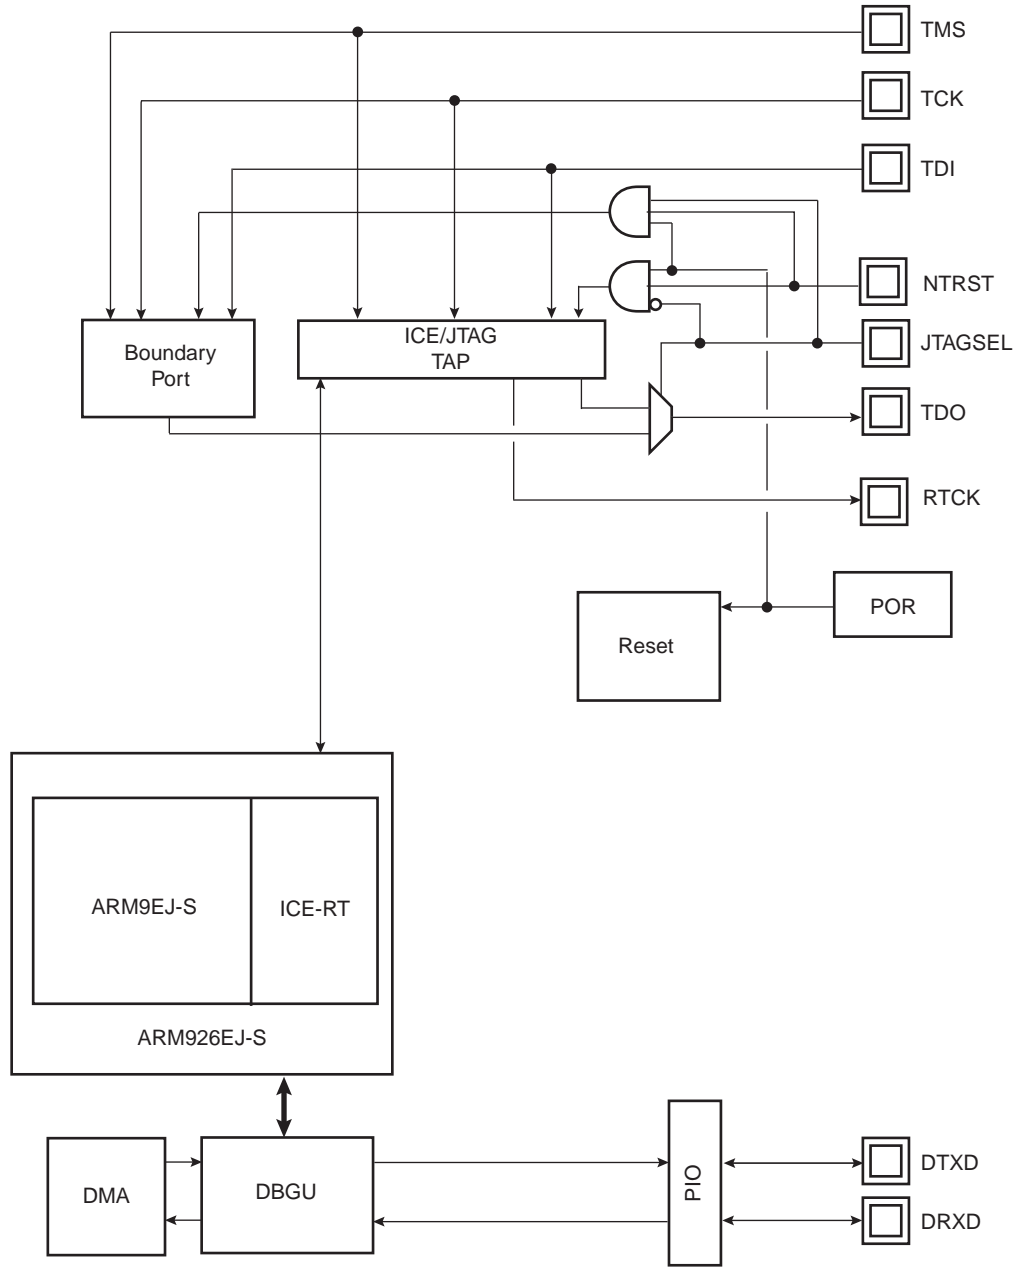 TMS
TCK
TDI
NTRST
JTAGSEL
TDO
RTCK
Boundary
Port
ICE/JTAG
TAP
POR
Reset
ARM9EJ-S
ICE-RT
ARM926EJ-S
DMA
DBGU
PIO
DTXD
DRXD